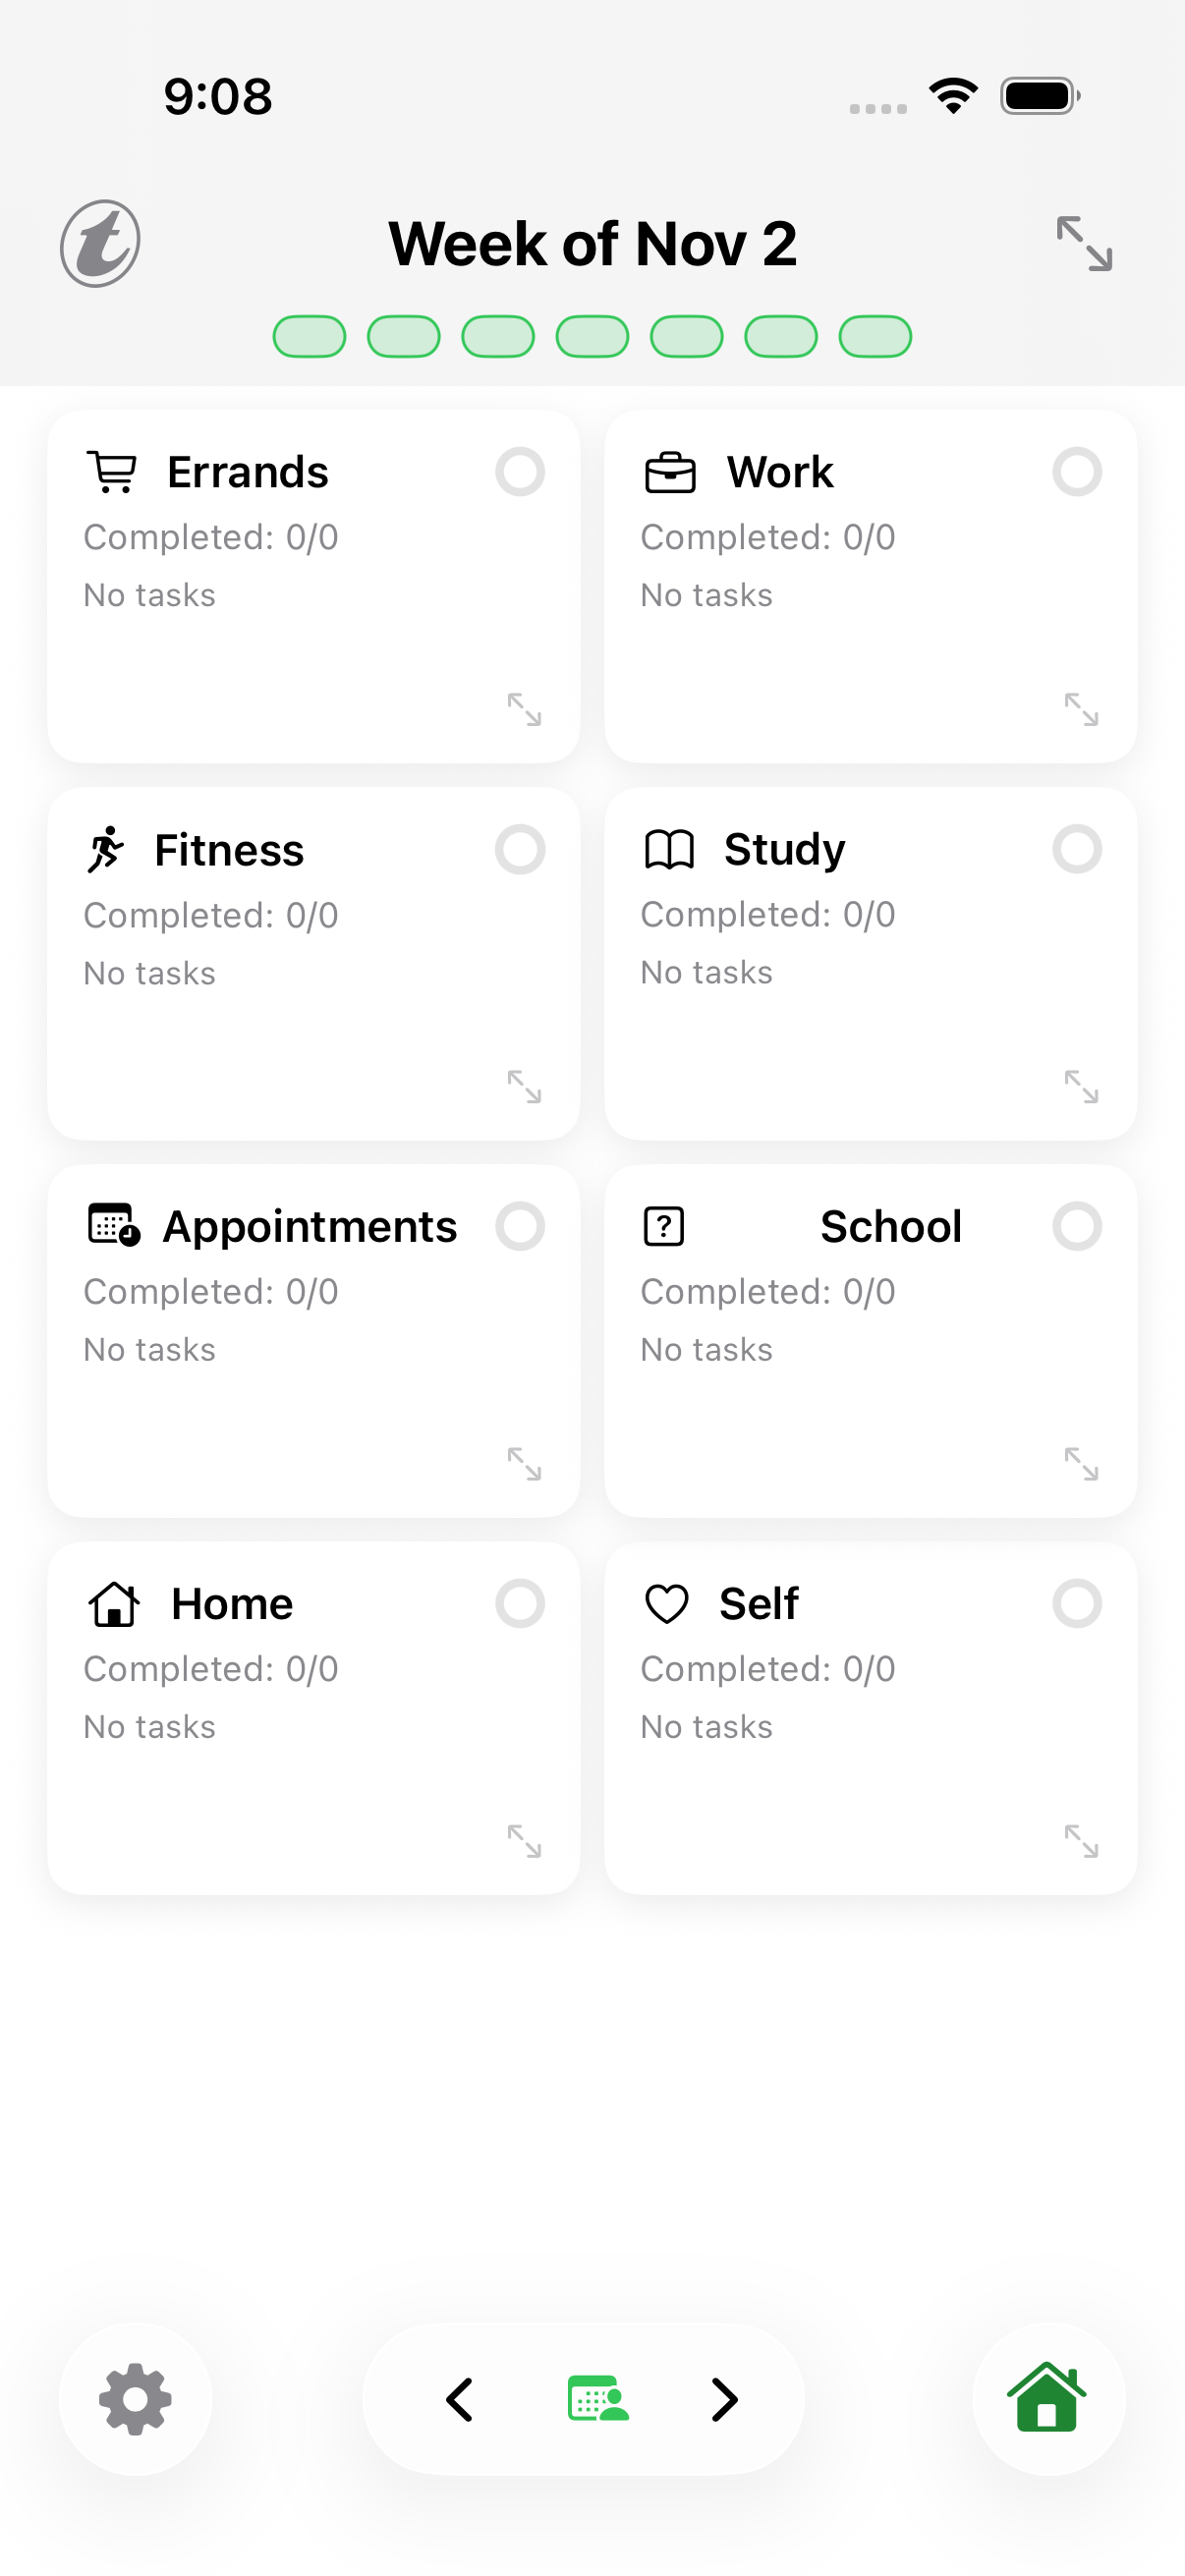 9:08
t
Week of Nov 2
Errands
Completed: 0/0
No tasks
Work
Completed: 0/0
No tasks
Fitness
Completed: 0/0
No tasks
Study
Completed: 0/0
No tasks
Appointments
Completed: 0/0
No tasks
?
School
Completed: 0/0
No tasks
Home
Completed: 0/0
No tasks
Self
Completed: 0/0
No tasks